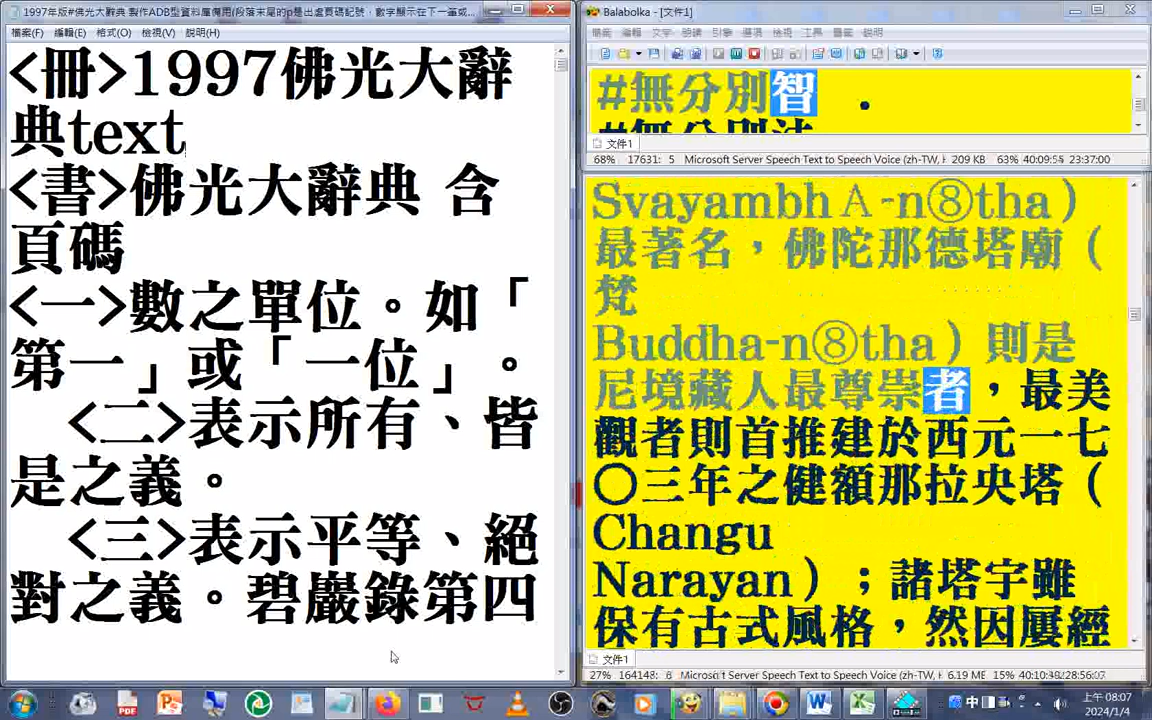 1997年版#佛光大辭典 製作ADB型資料庫備用(段落末尾的p是出處頁碼記號，數字顯示在下一筆或...
檔案(F) 編輯(E) 格式(O) 檢視(V) 說明(H)
<冊>1997佛光大辭
典text
<書>佛光大辭典 含
頁碼
<一>數之單位。如「
第一」或「一位」。
<二>表示所有、皆
是之義。
<三>表示平等、絕
對之義。碧巖錄第四
Balabolka - [文件1]
#無分別智 .
#無分別法
文件1
68% 17631: 5 Microsoft Server Speech Text to Speech Voice (zh-TW, H 209 KB 63% 40:09:54 23:37:00
SvayambhＡ-n⑧tha）
最著名，佛陀那德塔廟（
梵
Buddha-n⑧tha）則是
尼境藏人最尊崇者，最美
觀者則首推建於西元一七
〇三年之健額那拉央塔（
Changu
Narayan）；諸塔宇雖
保有古式風格，然因屢經
文件1
27% 164148: 6 Microsoft Server Speech Text to Speech Voice (zh-TW, H 6.19 MB 15%
上午 08:07
2024/1/4